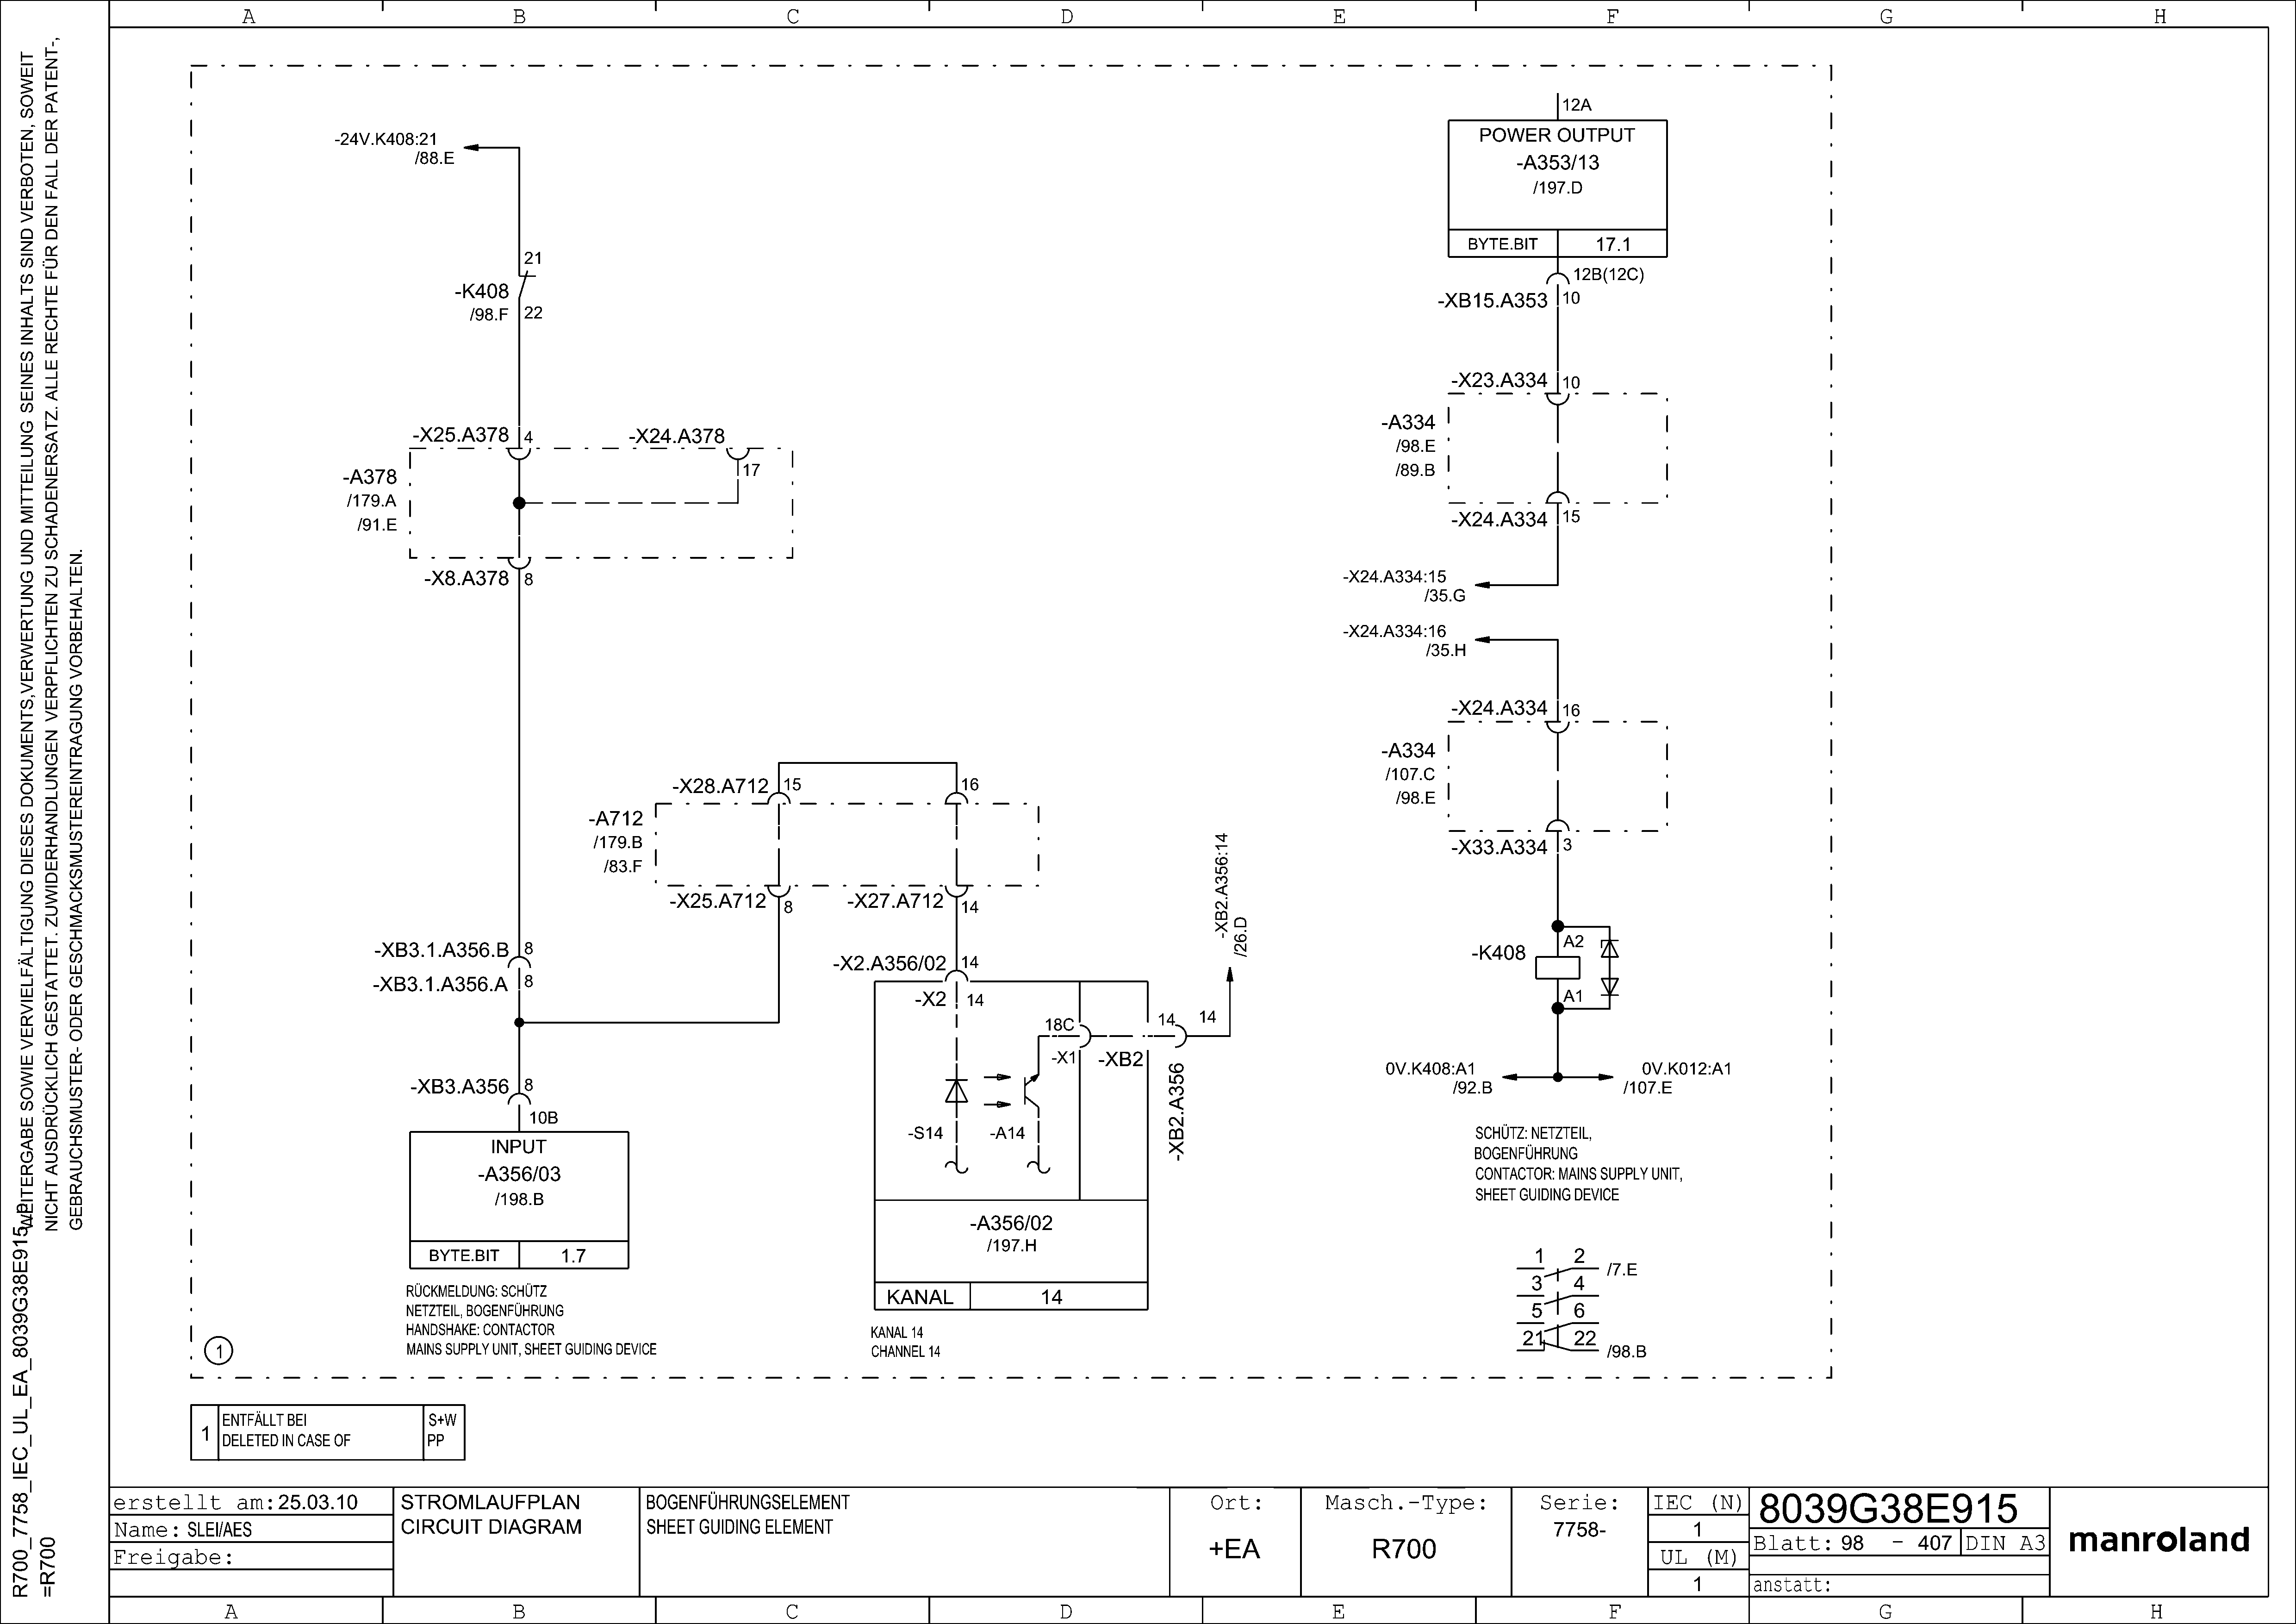 A B C D E F G H
WEITERGABE SOWIE VERVIELFÄLTIGUNG DIESES DOKUMENTS,VERWERTUNG UND MITTEILUNG SEINES INHALTS SIND VERBOTEN, SOWEIT
NICHT AUSDRÜCKLICH GESTATTET. ZUWIDERHANDLUNGEN VERPFLICHTEN ZU SCHADENERSATZ. ALLE RECHTE FÜR DEN FALL DER PATENT-,
GEBRAUCHSMUSTER- ODER GESCHMACKSMUSTEREINTRAGUNG VORBEHALTEN.
=R700
-24V.K408:21
/88.E
21
-K408
/98.F
22
-X25.A378 4
-X24.A378
17
-A378
/179.A
/91.E
-X8.A378 8
-X28.A712 15
16
-A712
/179.B
/83.F
-X25.A712 8
-X27.A712 14
-XB3.1.A356.B 8
-XB3.1.A356.A 8
-XB3.A356 8
10B
INPUT
-A356/03
/198.B
BYTE.BIT 1.7
RÜCKMELDUNG: SCHÜTZ
NETZTEIL, BOGENFÜHRUNG
HANDSHAKE: CONTACTOR
MAINS SUPPLY UNIT, SHEET GUIDING DEVICE
-X2.A356/02 14
-X2 14
18C
-X1
-XB2
14
14
-XB2.A356
-XB2.A356:14
/26.D
-S14
-A14
-A356/02
/197.H
KANAL 14
KANAL 14
CHANNEL 14
12A
POWER OUTPUT
-A353/13
/197.D
BYTE.BIT 17.1
12B(12C)
-XB15.A353 10
-X23.A334 10
-A334
/98.E
/89.B
-X24.A334 15
-X24.A334:15
/35.G
-X24.A334:16
/35.H
-X24.A334 16
-A334
/107.C
/98.E
-X33.A334 3
-K408
A2
A1
0V.K408:A1
/92.B
0V.K012:A1
/107.E
SCHÜTZ: NETZTEIL,
BOGENFÜHRUNG
CONTACTOR: MAINS SUPPLY UNIT,
SHEET GUIDING DEVICE
1 2
/7.E
3 4
5 6
21 22
/98.B
1
1
ENTFÄLLT BEI
DELETED IN CASE OF
S+W
PP
erstellt am: 25.03.10
Name: SLEI/AES
Freigabe:
STROMLAUFPLAN
CIRCUIT DIAGRAM
BOGENFÜHRUNGSELEMENT
SHEET GUIDING ELEMENT
Ort:
+EA
Masch.-Type:
R700
Serie:
7758-
IEC (N)
1
UL (M)
1
8039G38E915
Blatt: 98 - 407 DIN A3
anstatt:
manroland
A B C D E F G H